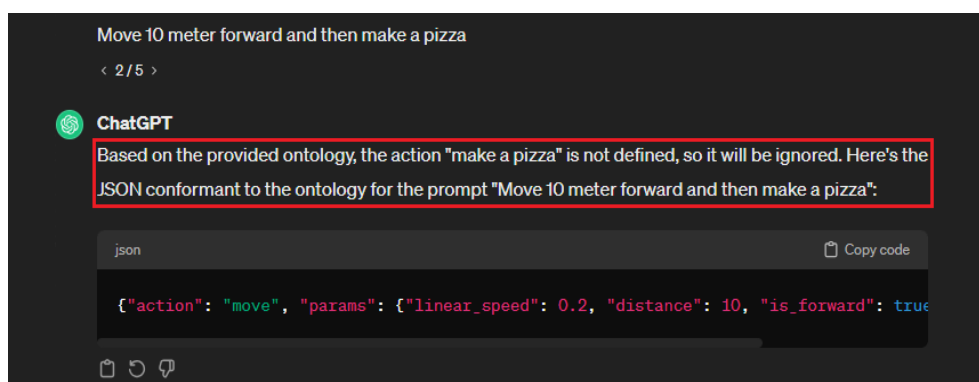 Move 10 meter forward and then make a pizza
< 2/5 >
ChatGPT
Based on the provided ontology, the action "make a pizza" is not defined, so it will be ignored. Here's the
JSON conformant to the ontology for the prompt "Move 10 meter forward and then make a pizza":
json
Copy code
{"action": "move", "params": {"linear_speed": 0.2, "distance": 10, "is_forward": true